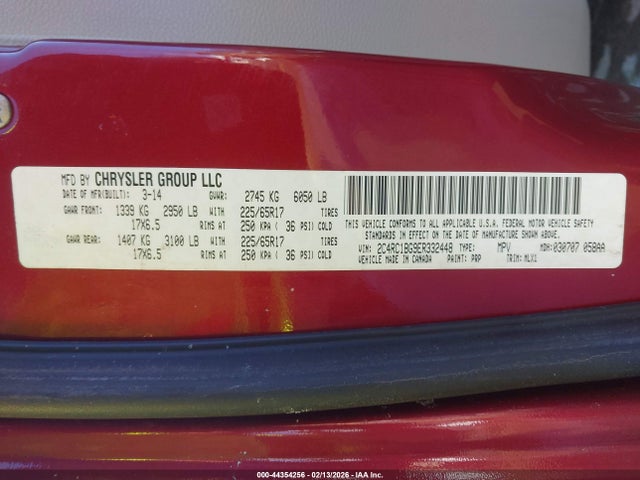 MFD BY CHRYSLER GROUP LLC
DATE OF MFR(BUILT): 3-14 GVWR: 2745 KG 6050 LB
GAWR FRONT: 1339 KG 2950 LB WITH 225/65R17 TIRES
17X6.5 RIMS AT 250 KPA ( 36 PSI) COLD
GAWR REAR: 1407 KG 3100 LB WITH 225/65R17 TIRES
17X6.5 RIMS AT 250 KPA ( 36 PSI) COLD
THIS VEHICLE CONFORMS TO ALL APPLICABLE U.S.A. FEDERAL MOTOR VEHICLE SAFETY
STANDARDS IN EFFECT ON THE DATE OF MANUFACTURE SHOWN ABOVE.
VIN: 2C4RC1BG9ER332448 TYPE: MPV MDH: 030707 058AA
VEHICLE MADE IN CANADA PAINT: PRP TRIM: MLX1
000-44354256 - 02/13/2026 - IAA, Inc.